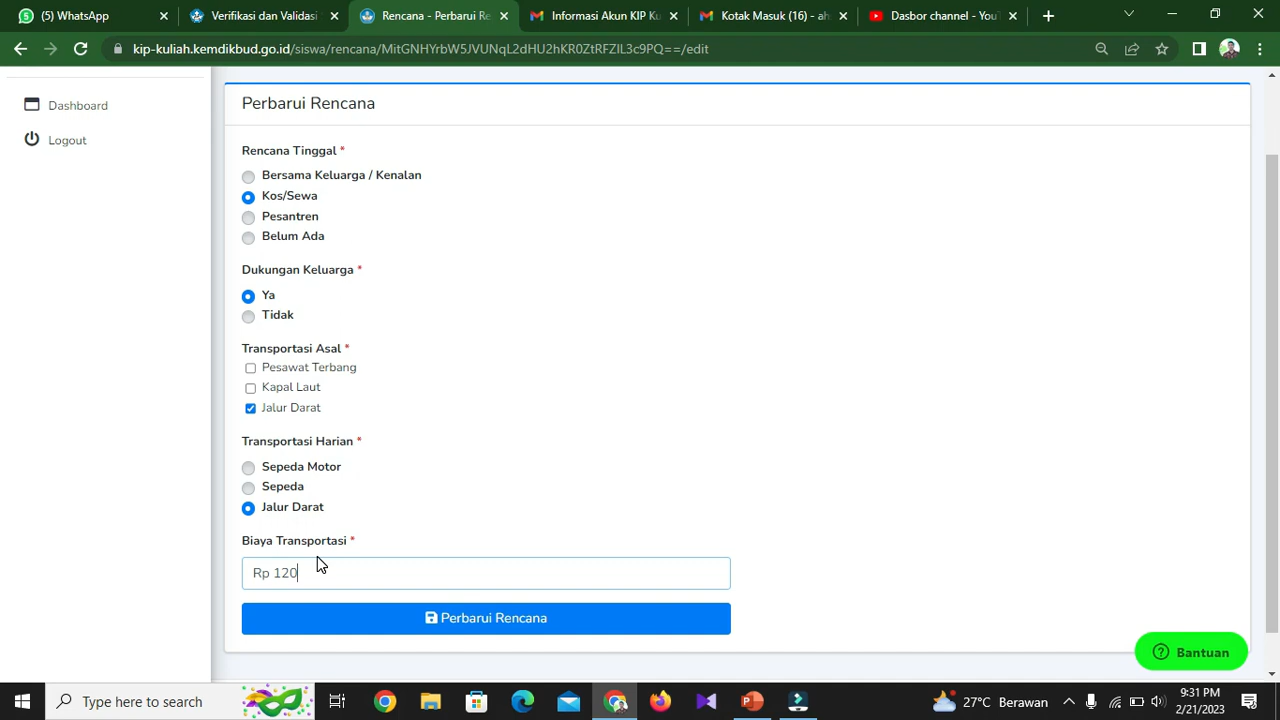 (5) WhatsApp
Verifikasi dan Validasi
Rencana - Perbarui Re
Informasi Akun KIP Ku
Kotak Masuk (16) - ah
Dasbor channel - You
kip-kuliah.kemdikbud.go.id/siswa/rencana/MitGNHYrbW5JVUNqL2dHU2hKR0ZtRFZIL3c9PQ==/edit
Dashboard
Logout
Perbarui Rencana
Rencana Tinggal *
Bersama Keluarga / Kenalan
Kos/Sewa
Pesantren
Belum Ada
Dukungan Keluarga *
Ya
Tidak
Transportasi Asal *
Pesawat Terbang
Kapal Laut
Jalur Darat
Transportasi Harian *
Sepeda Motor
Sepeda
Jalur Darat
Biaya Transportasi *
Rp 120
Perbarui Rencana
Bantuan
Type here to search
27°C Berawan
9:31 PM
2/21/2023